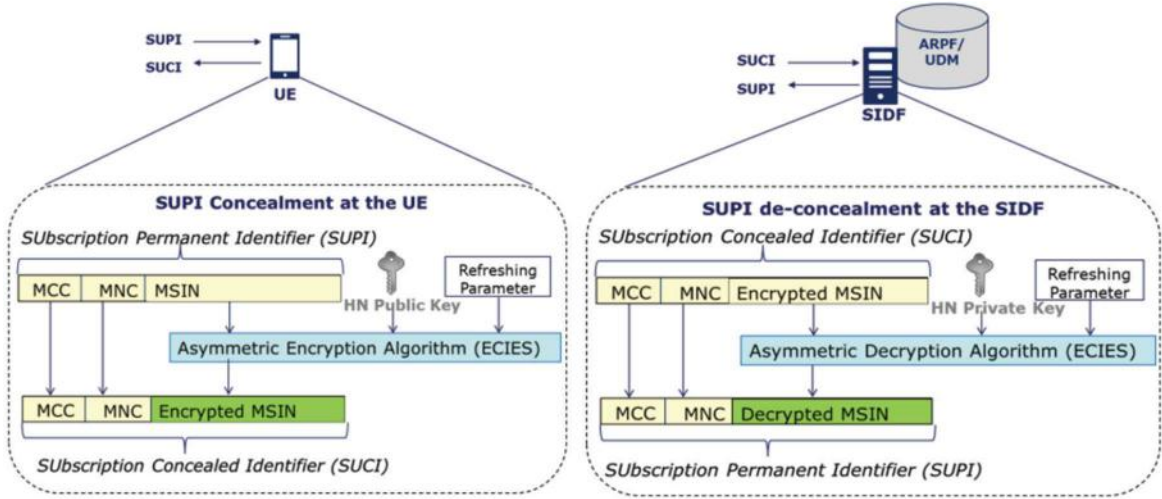 SUPI
SUCI
UE
SUPI Concealment at the UE
SUbscription Permanent Identifier (SUPI)
MCC MNC MSIN
HN Public Key
Refreshing
Parameter
Asymmetric Encryption Algorithm (ECIES)
MCC MNC Encrypted MSIN
SUbscription Concealed Identifier (SUCI)
ARPF/
UDM
SUCI
SUPI
SIDF
SUPI de-concealment at the SIDF
SUbscription Concealed Identifier (SUCI)
MCC MNC Encrypted MSIN
HN Private Key
Refreshing
Parameter
Asymmetric Decryption Algorithm (ECIES)
MCC MNC Decrypted MSIN
SUbscription Permanent Identifier (SUPI)